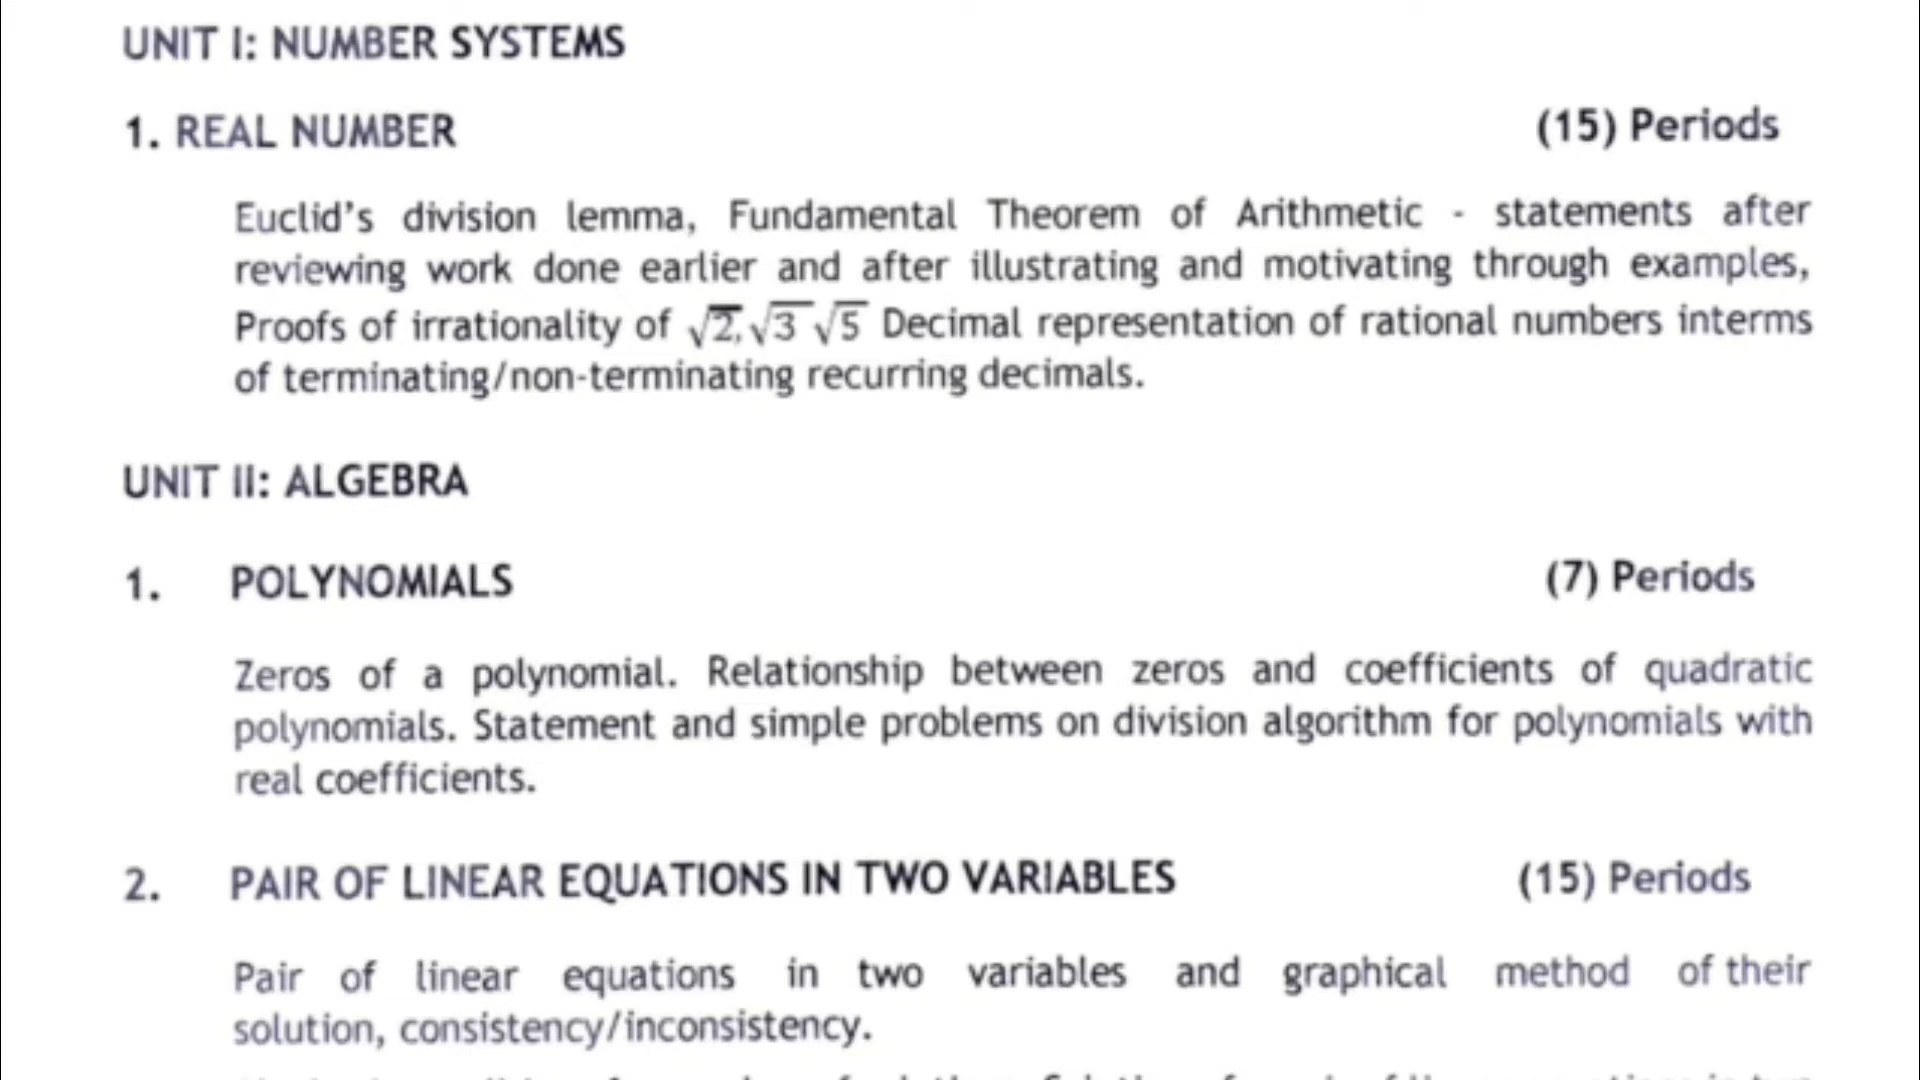 UNIT I: NUMBER SYSTEMS
1. REAL NUMBER (15) Periods
Euclid's division lemma, Fundamental Theorem of Arithmetic - statements after
reviewing work done earlier and after illustrating and motivating through examples,
Proofs of irrationality of √2, √3 √5 Decimal representation of rational numbers interms
of terminating/non-terminating recurring decimals.
UNIT II: ALGEBRA
1. POLYNOMIALS (7) Periods
Zeros of a polynomial. Relationship between zeros and coefficients of quadratic
polynomials. Statement and simple problems on division algorithm for polynomials with
real coefficients.
2. PAIR OF LINEAR EQUATIONS IN TWO VARIABLES (15) Periods
Pair of linear equations in two variables and graphical method of their
solution, consistency/inconsistency.